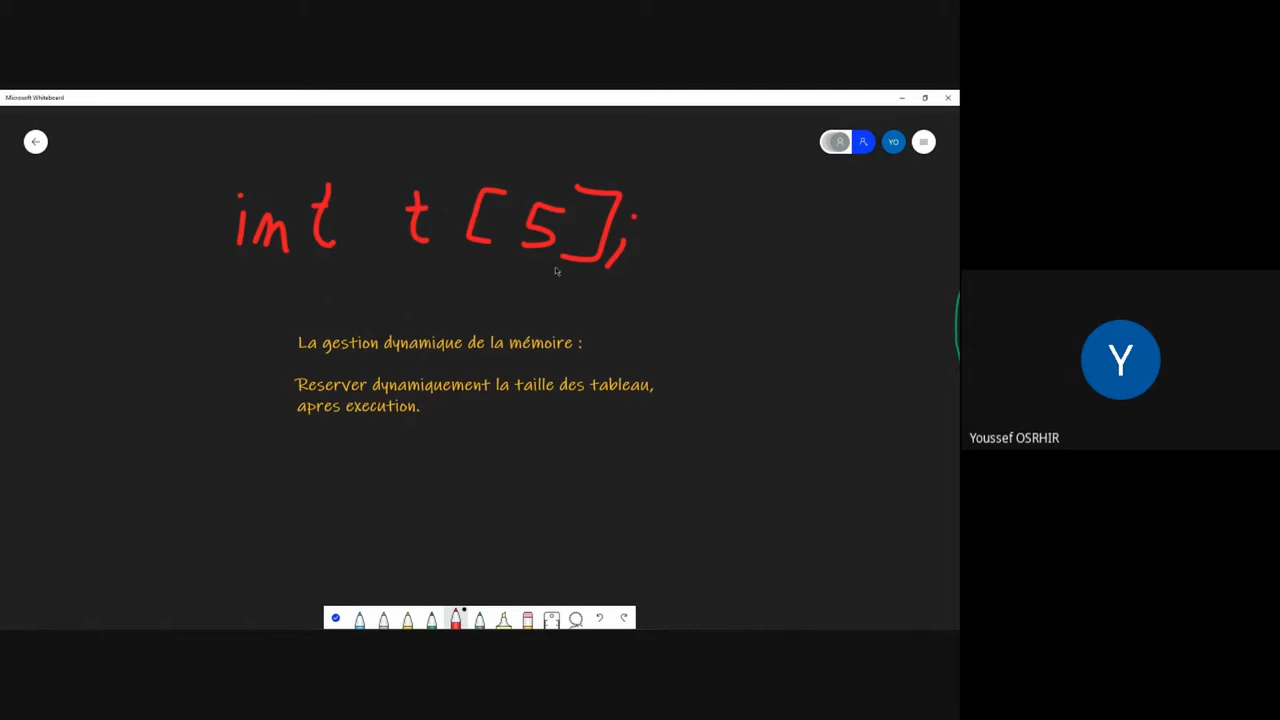 Microsoft Whiteboard
YO
int t [5];
La gestion dynamique de la mémoire :
Reserver dynamiquement la taille des tableau,
apres execution.
Y
Youssef OSRHIR